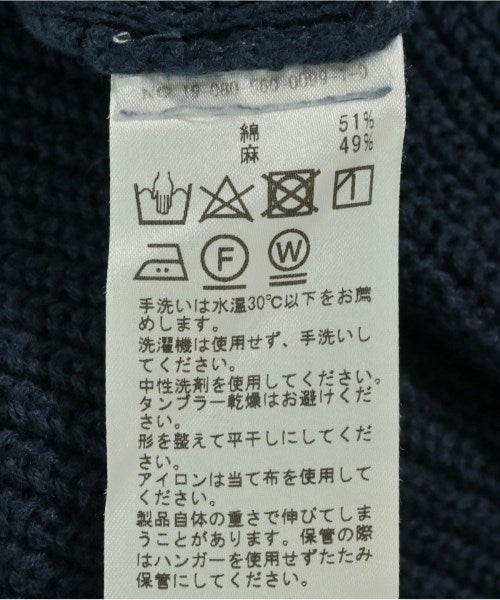 NO 19-080-560-0099-1-0
綿 51%
麻 49%
F
W
手洗いは水温30℃以下をお薦
めします。
洗濯機は使用せず、手洗いし
てください。
中性洗剤を使用してください。
タンブラー乾燥はお避けくだ
さい。
形を整えて平干しにしてくだ
さい。
アイロンは当て布を使用して
ください。
製品自体の重さで伸びてしま
うことがあります。保管の際
はハンガーを使用せずたたみ
保管にしてください。